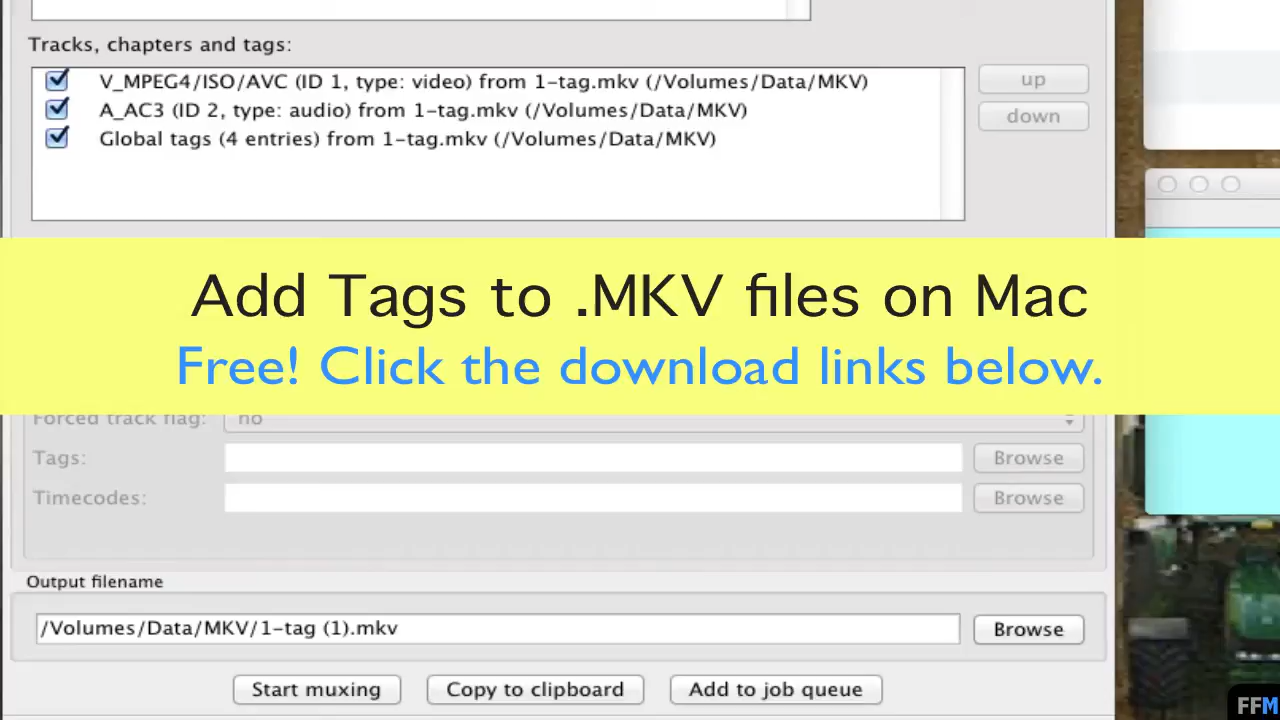 Tracks, chapters and tags:
V_MPEG4/ISO/AVC (ID 1, type: video) from 1-tag.mkv (/Volumes/Data/MKV)
up
A_AC3 (ID 2, type: audio) from 1-tag.mkv (/Volumes/Data/MKV)
down
Global tags (4 entries) from 1-tag.mkv (/Volumes/Data/MKV)
Add Tags to .MKV files on Mac
Free! Click the download links below.
Forced track flag: no
Tags: Browse
Timecodes: Browse
Output filename
/Volumes/Data/MKV/1-tag (1).mkv Browse
Start muxing Copy to clipboard Add to job queue
FFM